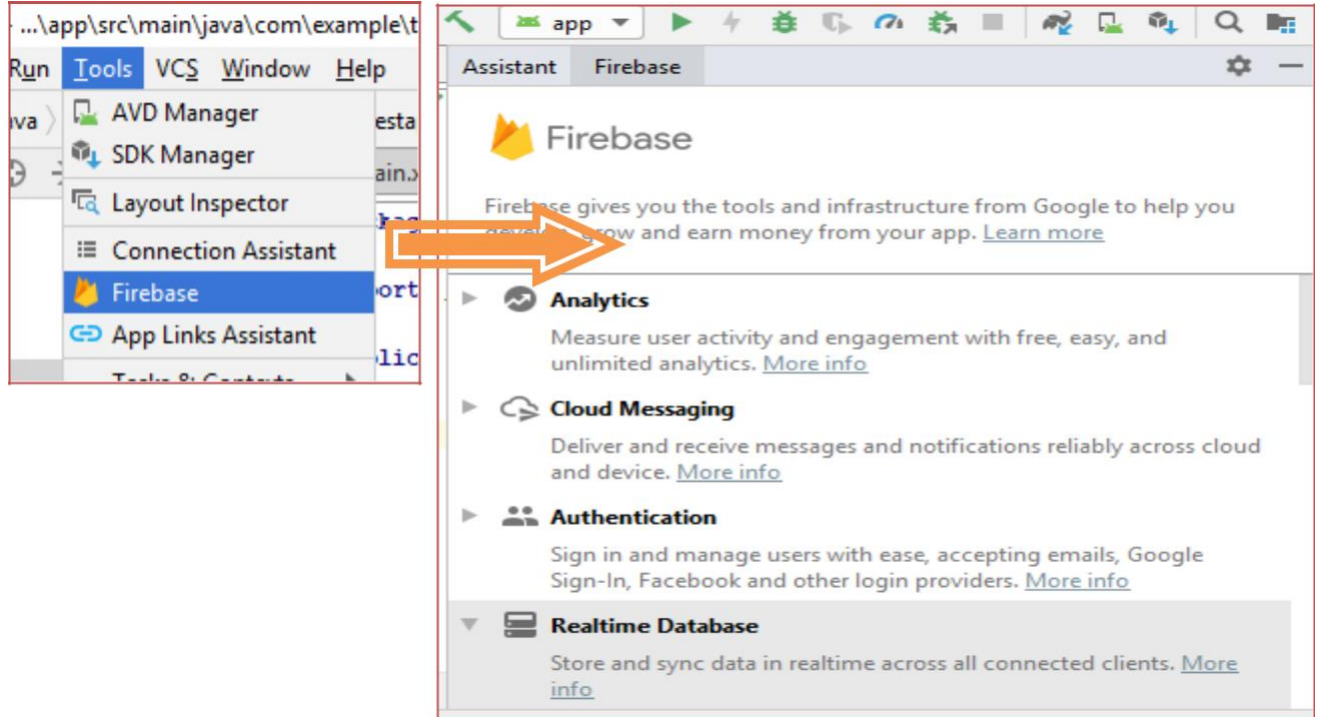 ...\app\src\main\java\com\example\t
Run Tools VCS Window Help
AVD Manager
SDK Manager
Layout Inspector
Connection Assistant
Firebase
App Links Assistant
Tasks & Contexts
app
Assistant Firebase
Firebase
Firebase gives you the tools and infrastructure from Google to help you
develop, grow and earn money from your app. Learn more
Analytics
Measure user activity and engagement with free, easy, and
unlimited analytics. More info
Cloud Messaging
Deliver and receive messages and notifications reliably across cloud
and device. More info
Authentication
Sign in and manage users with ease, accepting emails, Google
Sign-In, Facebook and other login providers. More info
Realtime Database
Store and sync data in realtime across all connected clients. More
info